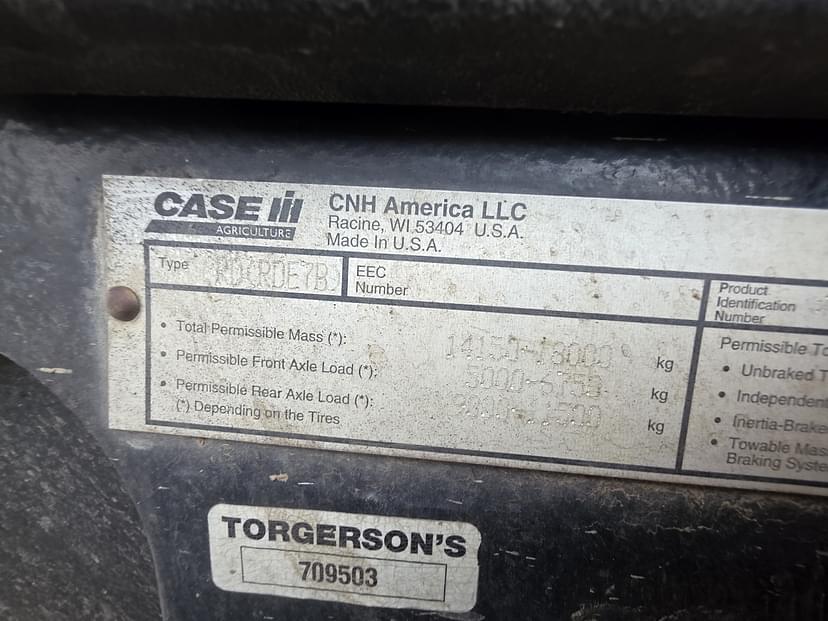 CASE IH
AGRICULTURE
CNH America LLC
Racine, WI 53404 U.S.A.
Made In U.S.A.
Type
EEC
Number
• Total Permissible Mass (*): 14150-18000 kg
• Permissible Front Axle Load (*): kg
• Permissible Rear Axle Load (*): kg
(*) Depending on the Tires
Product
Identification
Number
Permissible To
• Unbraked T
• Independen
• Inertia-Brake
• Towable Mas
Braking Syste
TORGERSON'S
709503